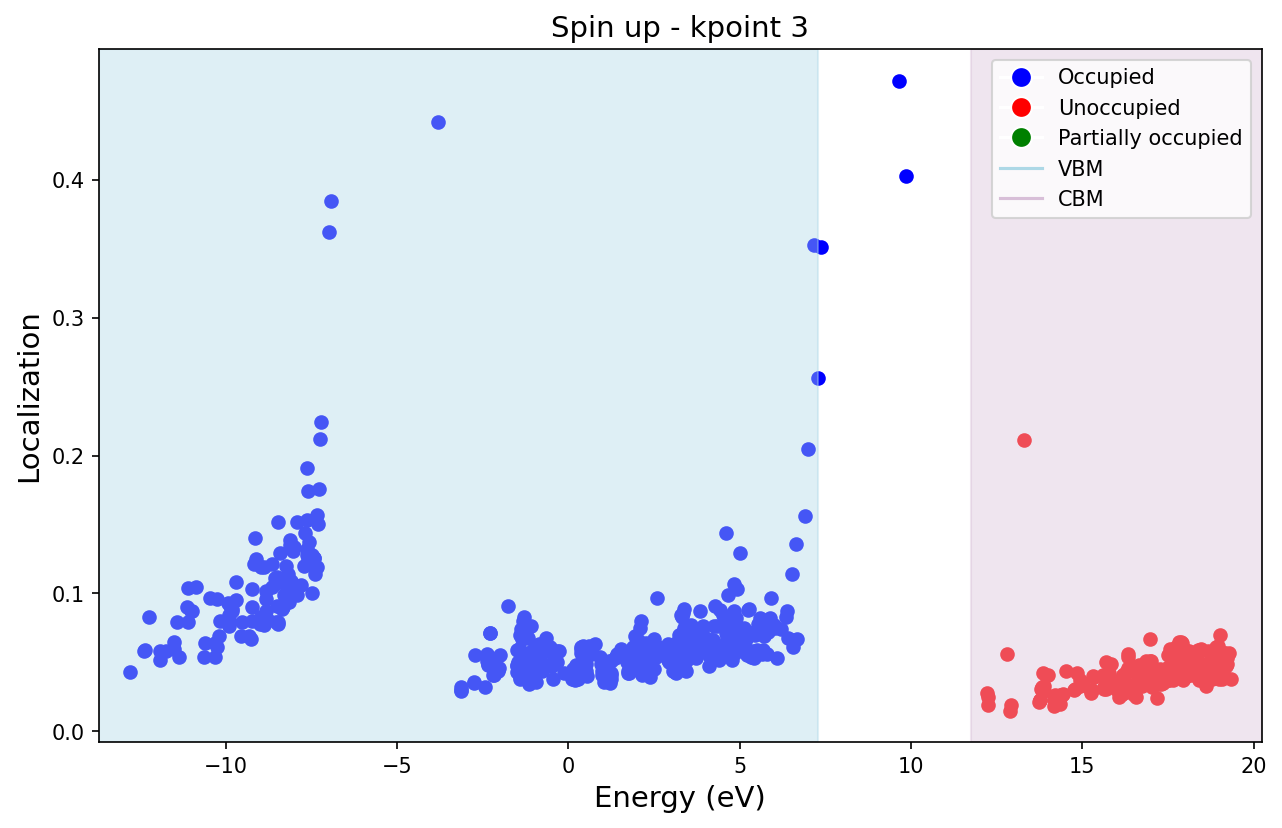 Spin up - kpoint 3
Localization
0.4
0.3
0.2
0.1
0.0
−10
−5
0
5
10
15
20
Energy (eV)
Occupied
Unoccupied
Partially occupied
VBM
CBM